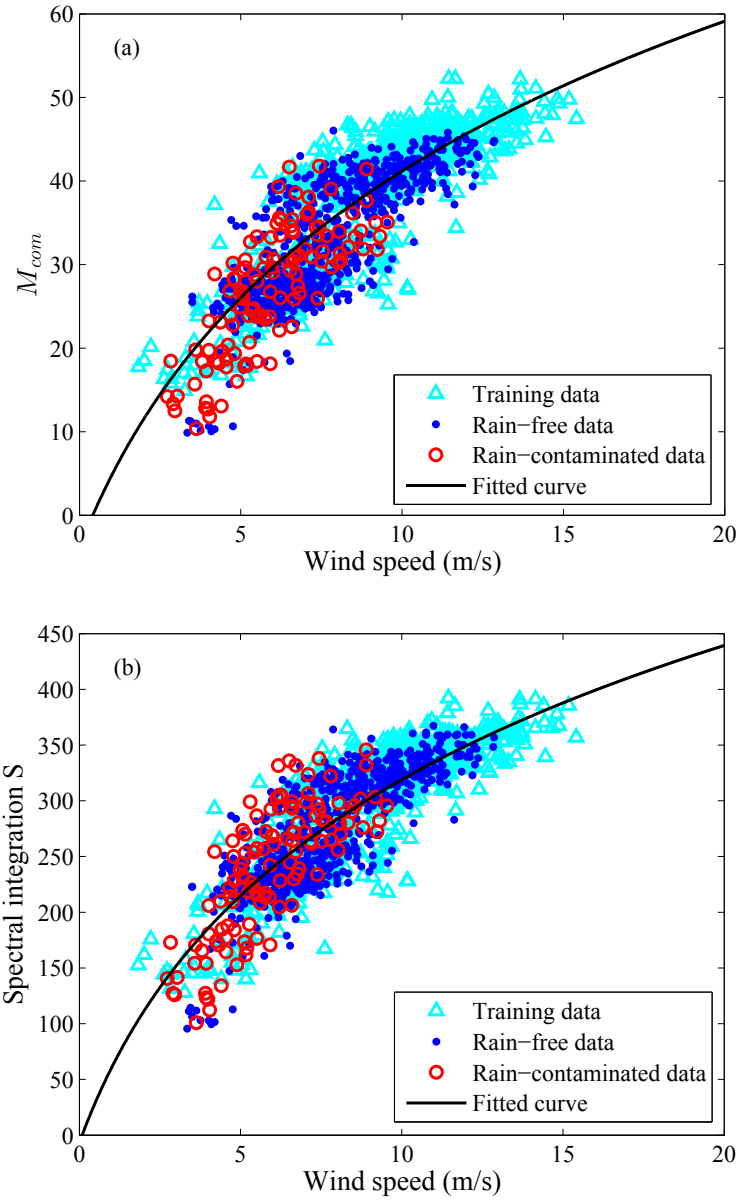 60
(a)
50
40
30
20
10
0
M_com
Training data
Rain−free data
Rain−contaminated data
Fitted curve
0 5 10 15 20
Wind speed (m/s)
450
(b)
400
350
300
250
200
150
100
50
0
Spectral integration S
Training data
Rain−free data
Rain−contaminated data
Fitted curve
0 5 10 15 20
Wind speed (m/s)